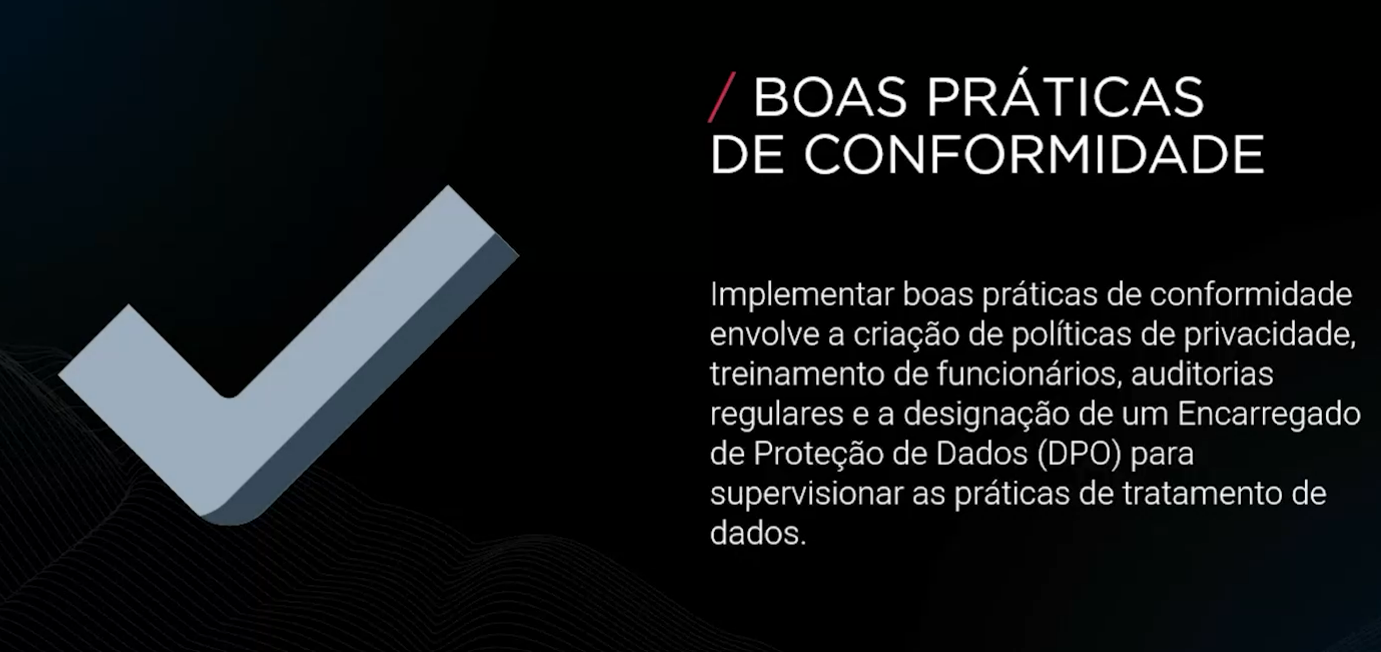 / BOAS PRÁTICAS
DE CONFORMIDADE
Implementar boas práticas de conformidade
envolve a criação de políticas de privacidade,
treinamento de funcionários, auditorias
regulares e a designação de um Encarregado
de Proteção de Dados (DPO) para
supervisionar as práticas de tratamento de
dados.